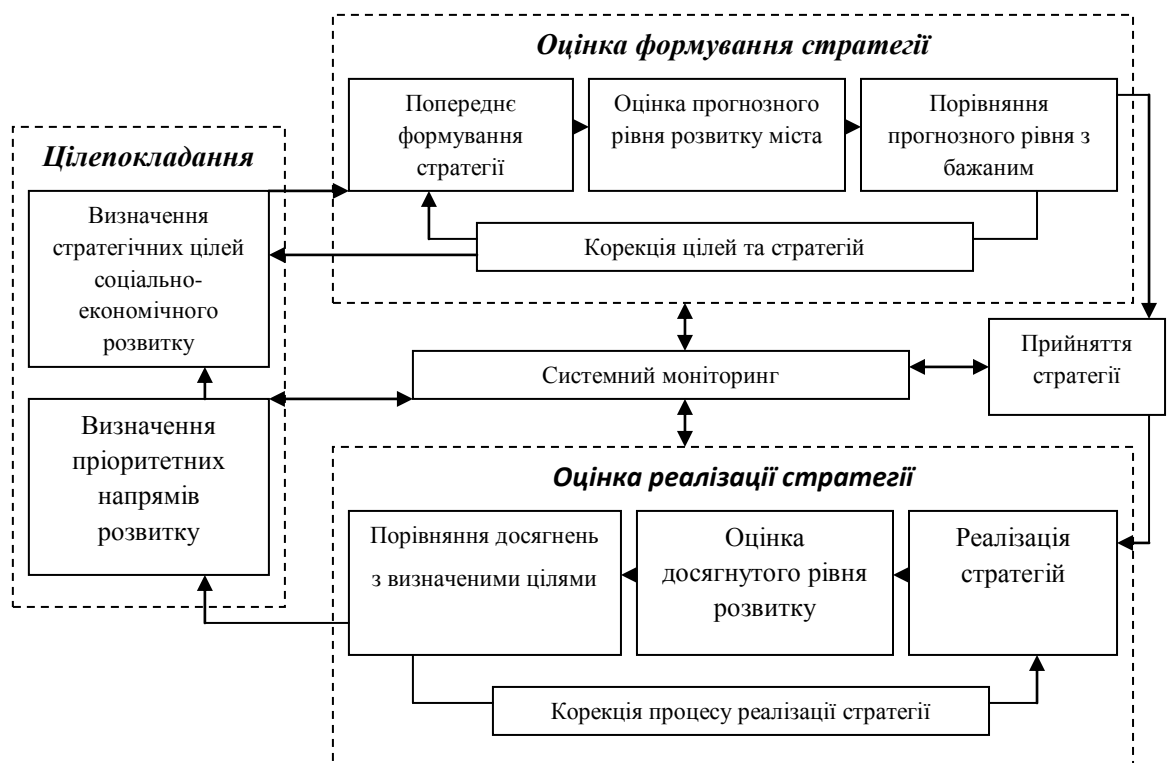 Оцінка формування стратегії
Попереднє
формування
стратегії
Оцінка прогнозного
рівня розвитку міста
Порівняння
прогнозного рівня з
бажаним
Корекція цілей та стратегій
Цілепокладання
Визначення
стратегічних цілей
соціально-
економічного
розвитку
Визначення
пріоритетних
напрямів
розвитку
Системний моніторинг
Прийняття
стратегії
Оцінка реалізації стратегії
Порівняння досягнень
з визначеними цілями
Оцінка
досягнутого рівня
розвитку
Реалізація
стратегій
Корекція процесу реалізації стратегії